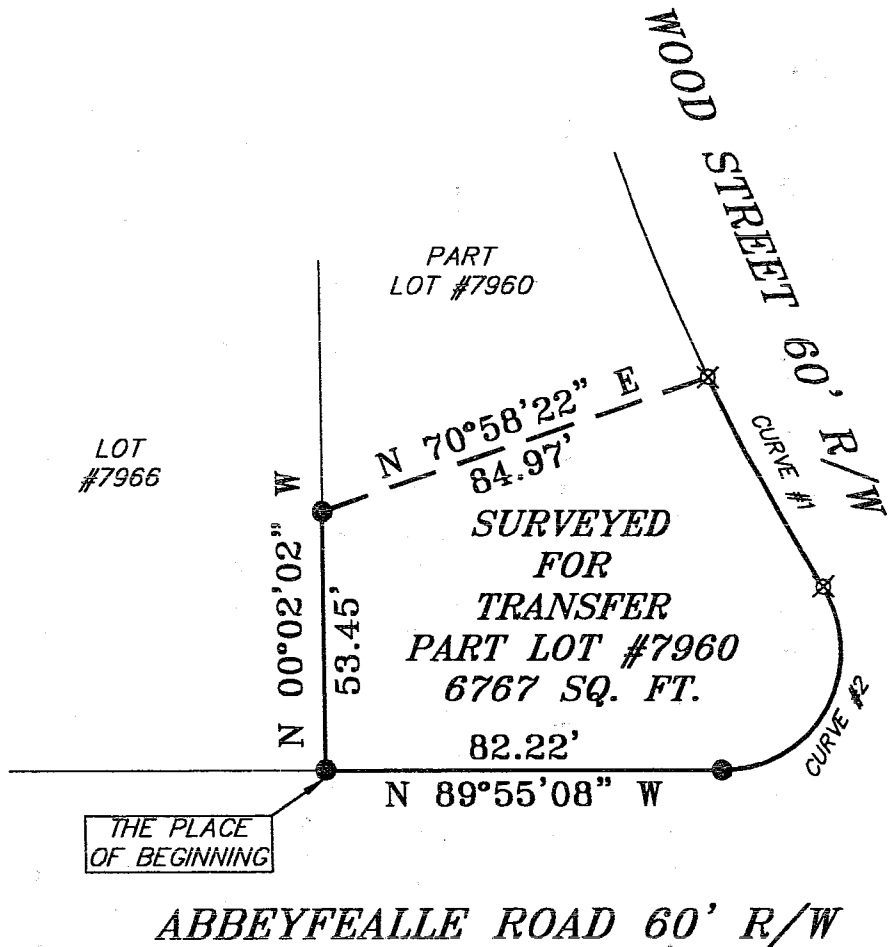 WOOD STREET 60' R/W
PART
LOT #7960
LOT
#7966
N 70°58'22" E
84.97'
CURVE #1
N 00°02'02" W
53.45'
SURVEYED
FOR
TRANSFER
PART LOT #7960
6767 SQ. FT.
CURVE #2
82.22'
N 89°55'08" W
THE PLACE
OF BEGINNING
ABBEYFEALLE ROAD 60' R/W